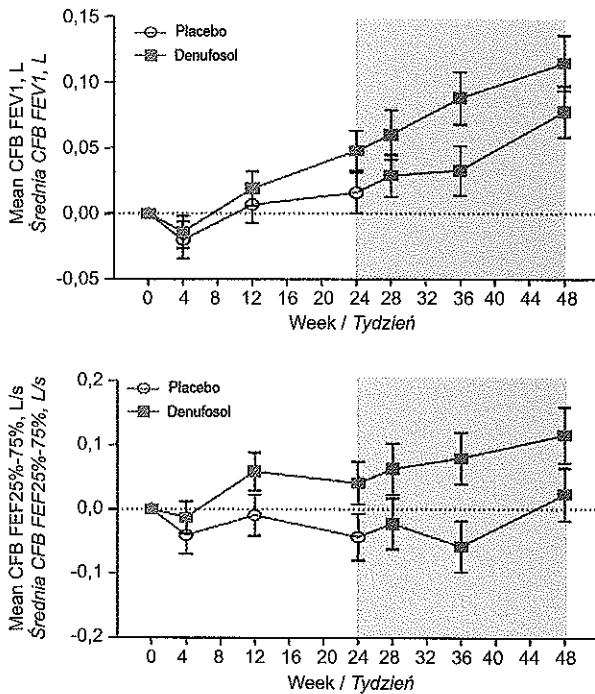 Mean CFB FEV1, L
Średnia CFB FEV1, L
0,15
0,10
0,05
0,00
-0,05
Placebo
Denufosol
0 4 8 12 16 20 24 28 32 36 40 44 48
Week / Tydzień
Mean CFB FEF25%-75%, L/s
Średnia CFB FEF25%-75%, L/s
0,2
0,1
0,0
-0,1
-0,2
Placebo
Denufosol
0 4 8 12 16 20 24 28 32 36 40 44 48
Week / Tydzień